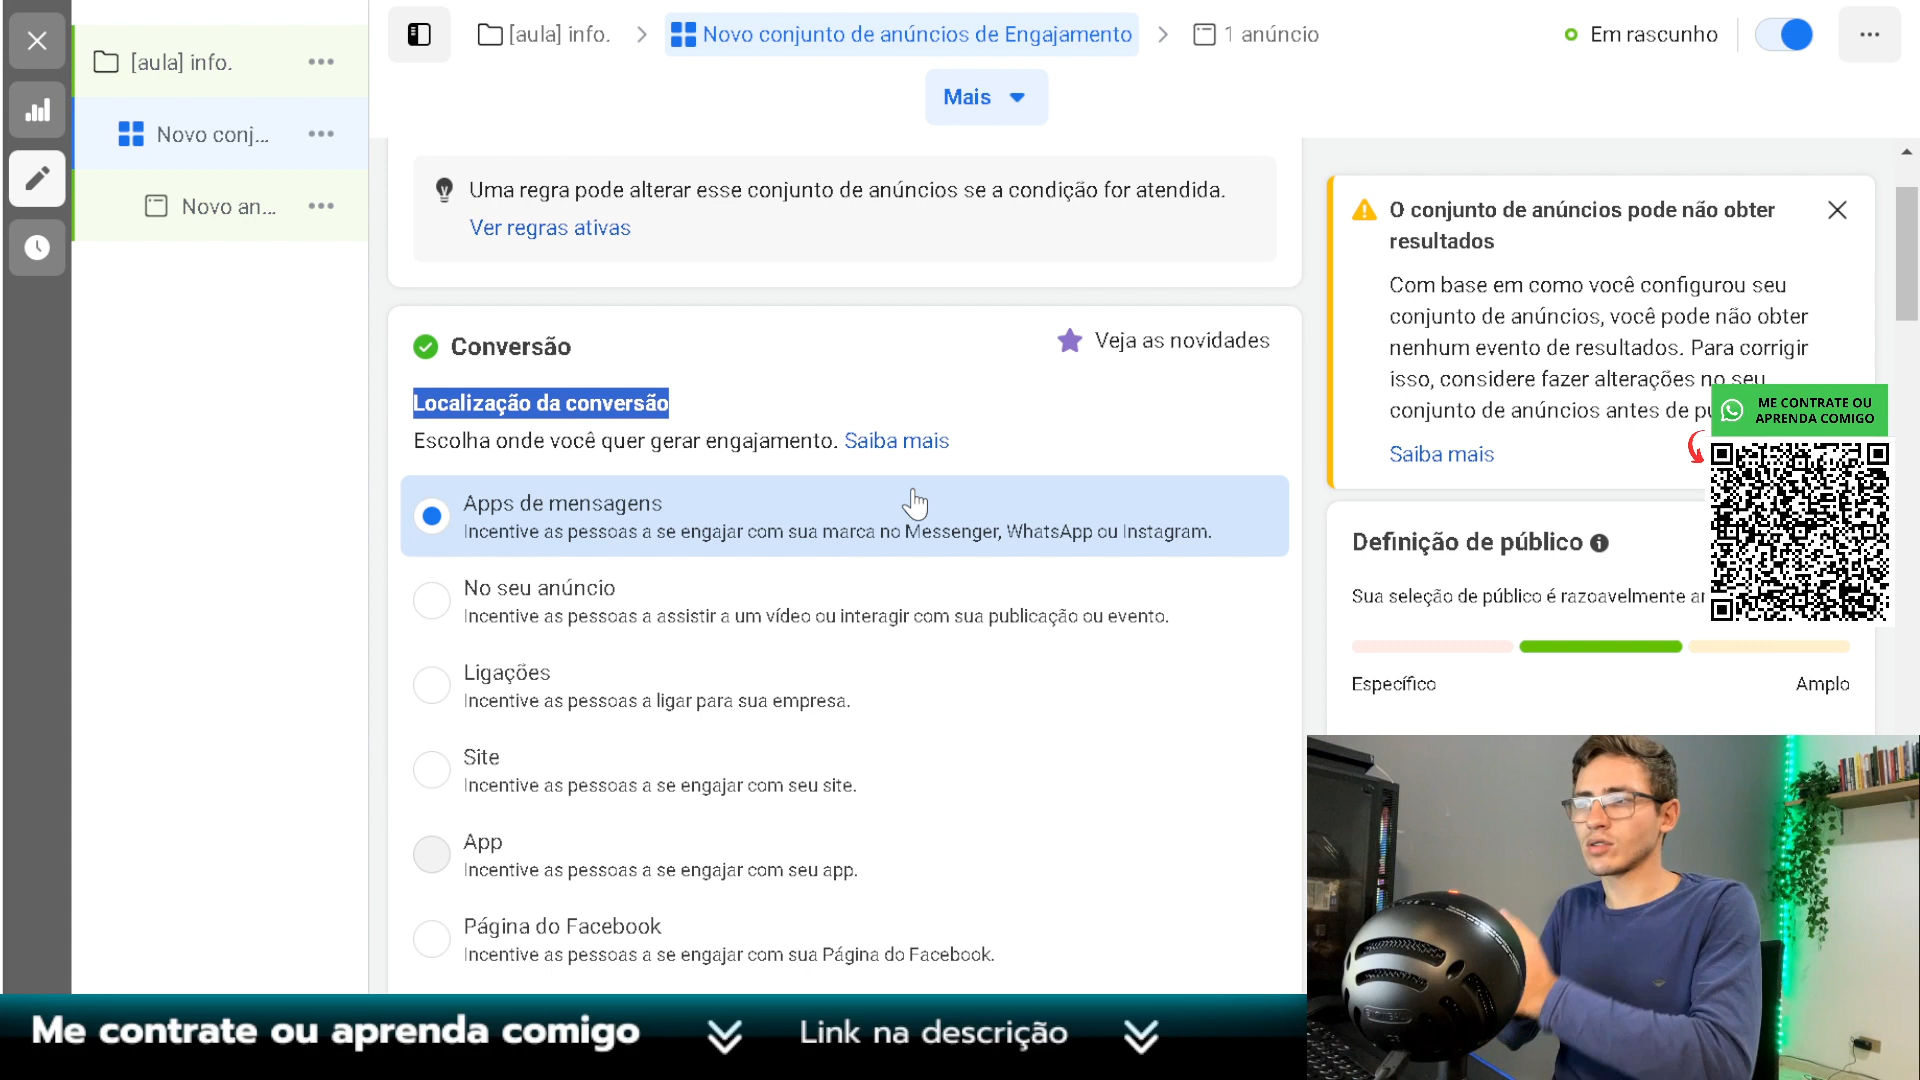 [aula] info.
Novo conj...
Novo an...
[aula] info.
Novo conjunto de anúncios de Engajamento
1 anúncio
Em rascunho
Mais
Uma regra pode alterar esse conjunto de anúncios se a condição for atendida.
Ver regras ativas
Conversão
Veja as novidades
Localização da conversão
Escolha onde você quer gerar engajamento. Saiba mais
Apps de mensagens
Incentive as pessoas a se engajar com sua marca no Messenger, WhatsApp ou Instagram.
No seu anúncio
Incentive as pessoas a assistir a um vídeo ou interagir com sua publicação ou evento.
Ligações
Incentive as pessoas a ligar para sua empresa.
Site
Incentive as pessoas a se engajar com seu site.
App
Incentive as pessoas a se engajar com seu app.
Página do Facebook
Incentive as pessoas a se engajar com sua Página do Facebook.
O conjunto de anúncios pode não obter
resultados
Com base em como você configurou seu
conjunto de anúncios, você pode não obter
nenhum evento de resultados. Para corrigir
isso, considere fazer alterações no seu
conjunto de anúncios antes de
Saiba mais
ME CONTRATE OU
APRENDA COMIGO
Definição de público
Sua seleção de público é razoavelmente
Específico
Amplo
Me contrate ou aprenda comigo
Link na descrição